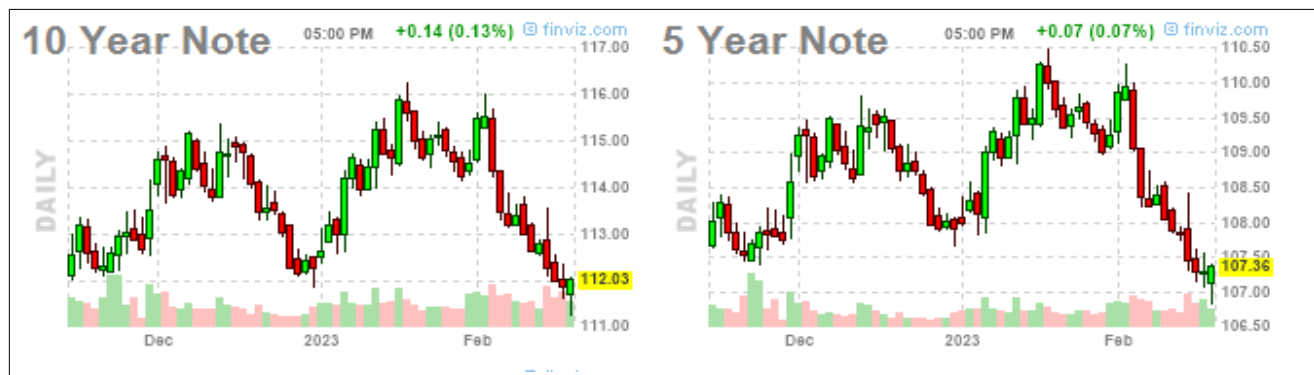 10 Year Note 05:00 PM +0.14 (0.13%) © finviz.com
117.00
116.00
115.00
114.00
113.00
112.03
111.00
DAILY
Dec 2023 Feb
5 Year Note 05:00 PM +0.07 (0.07%) © finviz.com
110.50
110.00
109.50
109.00
108.50
108.00
107.50
107.36
107.00
106.50
DAILY
Dec 2023 Feb